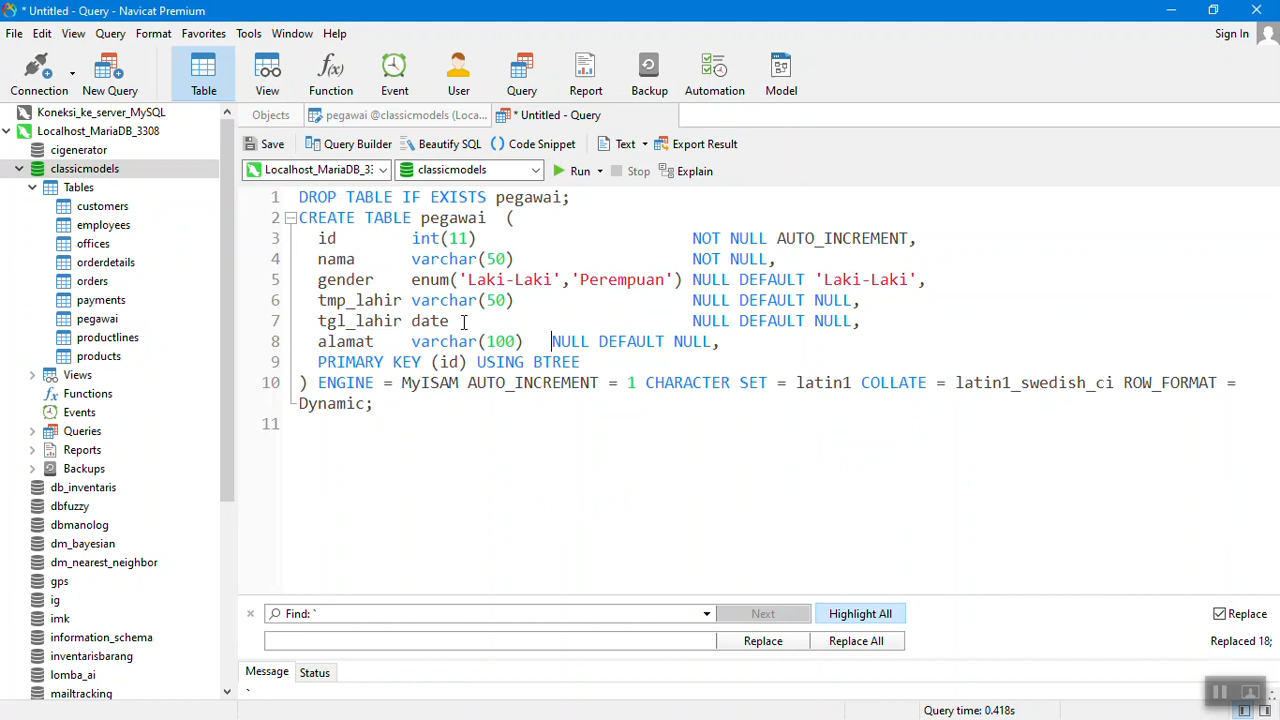 * Untitled - Query - Navicat Premium
File Edit View Query Format Favorites Tools Window Help Sign In
Connection New Query Table View Function Event User Query Report Backup Automation Model
f(x)
Objects pegawai @classmodels (Loca... * Untitled - Query
Save Query Builder Beautify SQL () Code Snippet Text Export Result
Localhost_MariaDB_3: classicmodels Run Stop Explain
Koneksi_ke_server_MySQL
Localhost_MariaDB_3308
cigenerator
classicmodels
Tables
customers
employees
offices
orderdetails
orders
payments
pegawai
productlines
products
Views
f(x) Functions
Events
Queries
Reports
Backups
db_inventaris
dbfuzzy
dbmanolog
dm_bayesian
dm_nearest_neighbor
gps
ig
imk
information_schema
inventarisbarang
lomba_ai
mailtracking
1 DROP TABLE IF EXISTS pegawai;
2 CREATE TABLE pegawai (
3 id int(11) NOT NULL AUTO_INCREMENT,
4 nama varchar(50) NOT NULL,
5 gender enum('Laki-Laki','Perempuan') NULL DEFAULT 'Laki-Laki',
6 tmp_lahir varchar(50) NULL DEFAULT NULL,
7 tgl_lahir date NULL DEFAULT NULL,
8 alamat varchar(100) NULL DEFAULT NULL,
9 PRIMARY KEY (id) USING BTREE
10 ) ENGINE = MyISAM AUTO_INCREMENT = 1 CHARACTER SET = latin1 COLLATE = latin1_swedish_ci ROW_FORMAT =
Dynamic;
11
Find: ` Next Highlight All Replace
Replace Replace All Replaced 18;
Message Status
`
Query time: 0.418s